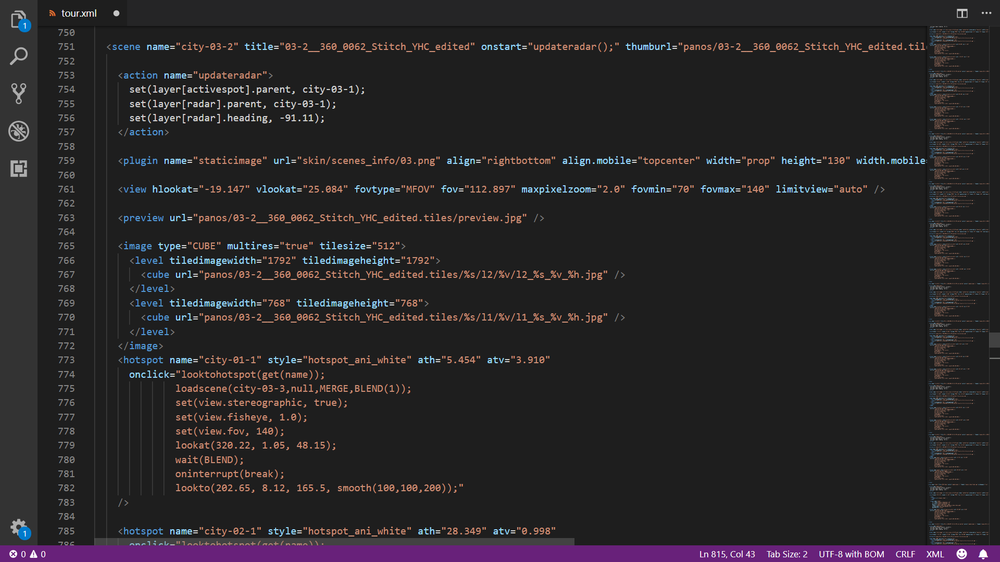 1
tour.xml
750
751 <scene name="city-03-2" title="03-2__360_0062_Stitch_YHC_edited" onstart="updateradar();" thumburl="panos/03-2__360_0062_Stitch_YHC_edited.til
752
753 <action name="updateradar">
754 set(layer[activespot].parent, city-03-1);
755 set(layer[radar].parent, city-03-1);
756 set(layer[radar].heading, -91.11);
757 </action>
758
759 <plugin name="staticimage" url="skin/scenes_info/03.png" align="rightbottom" align.mobile="topcenter" width="prop" height="130" width.mobile=
760
761 <view hlookat="-19.147" vlookat="25.084" fovtype="MFOV" fov="112.897" maxpixelzoom="2.0" fovmin="70" fovmax="140" limitview="auto" />
762
763 <preview url="panos/03-2__360_0062_Stitch_YHC_edited.tiles/preview.jpg" />
764
765 <image type="CUBE" multires="true" tilesize="512">
766 <level tiledimagewidth="1792" tiledimageheight="1792">
767 <cube url="panos/03-2__360_0062_Stitch_YHC_edited.tiles/%s/l2/%v/l2_%s_%v_%h.jpg" />
768 </level>
769 <level tiledimagewidth="768" tiledimageheight="768">
770 <cube url="panos/03-2__360_0062_Stitch_YHC_edited.tiles/%s/l1/%v/l1_%s_%v_%h.jpg" />
771 </level>
772 </image>
773 <hotspot name="city-01-1" style="hotspot_ani_white" ath="5.454" atv="3.910"
774 onclick="looktohotspot(get(name));
775 loadscene(city-03-3,null,MERGE,BLEND(1));
776 set(view.stereographic, true);
777 set(view.fisheye, 1.0);
778 set(view.fov, 140);
779 lookat(320.22, 1.05, 48.15);
780 wait(BLEND);
781 oninterrupt(break);
782 lookto(202.65, 8.12, 165.5, smooth(100,100,200));"
783 />
784
785 <hotspot name="city-02-1" style="hotspot_ani_white" ath="28.349" atv="0.998"
786 onclick="looktohotspot(get(name));
1
0 0 Ln 815, Col 43 Tab Size: 2 UTF-8 with BOM CRLF XML